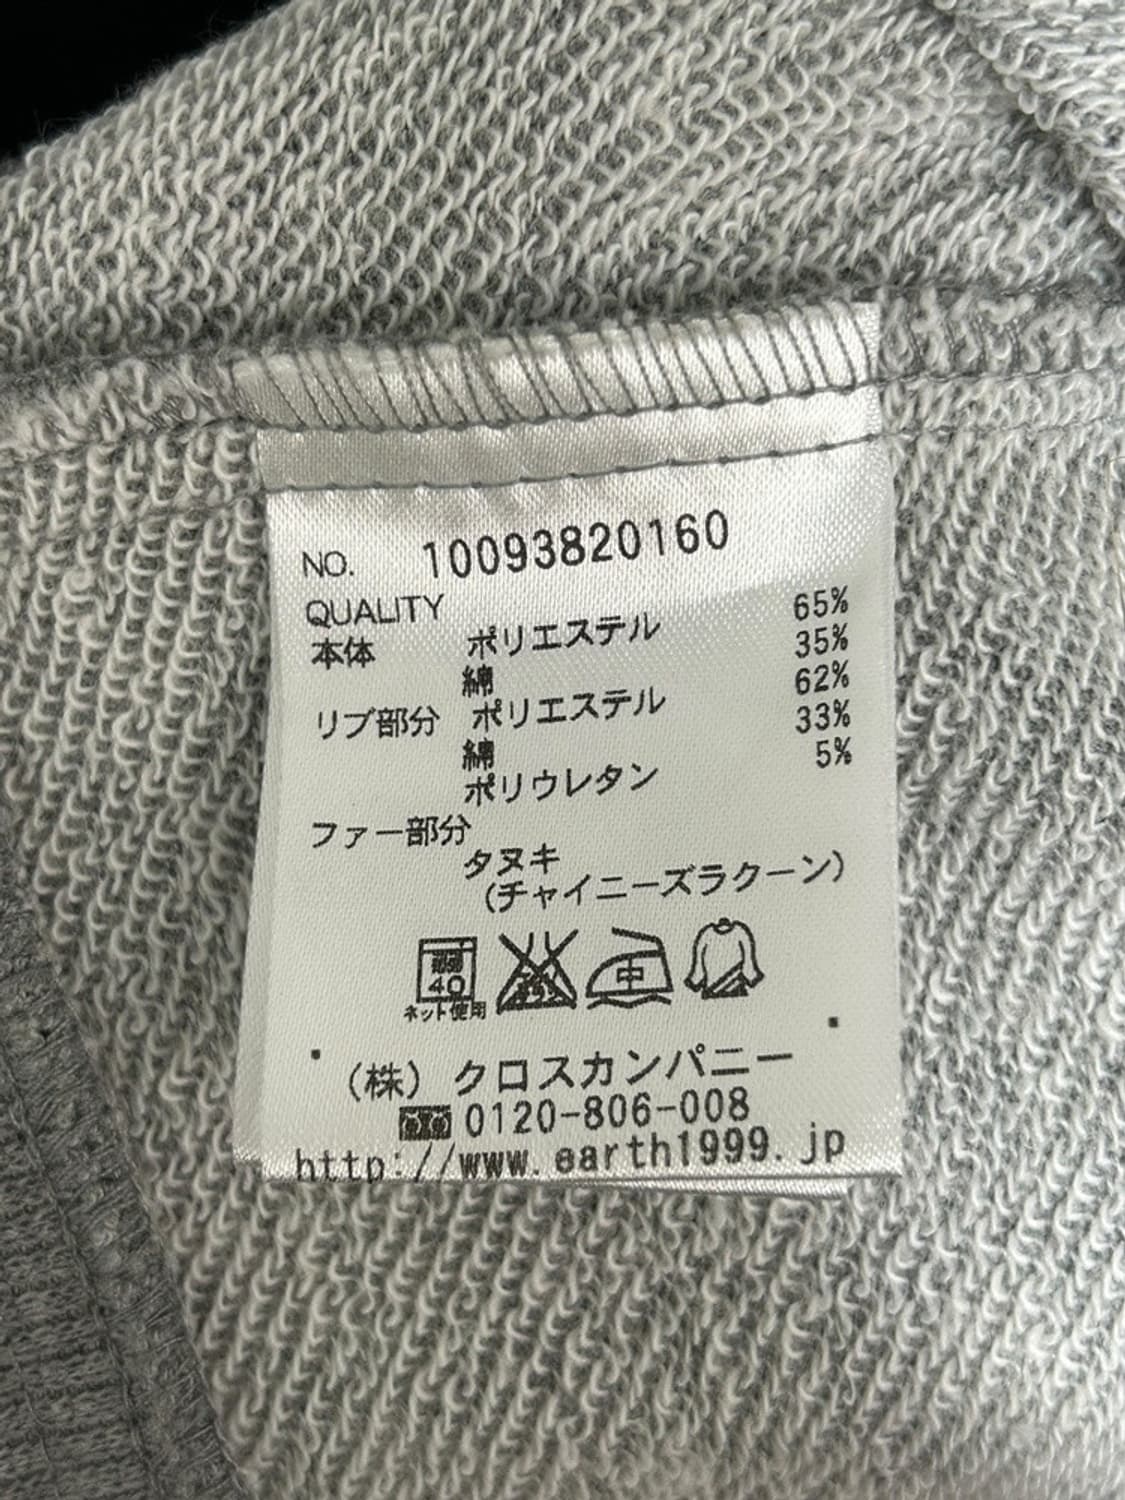 NO. 10093820160
QUALITY
本体 ポリエステル 65%
綿 35%
リブ部分 ポリエステル 62%
綿 33%
ポリウレタン 5%
ファー部分
タヌキ
(チャイニーズラクーン)
40 中
ネット使用
(株) クロスカンパニー
0120-806-008
http://www.earth1999.jp